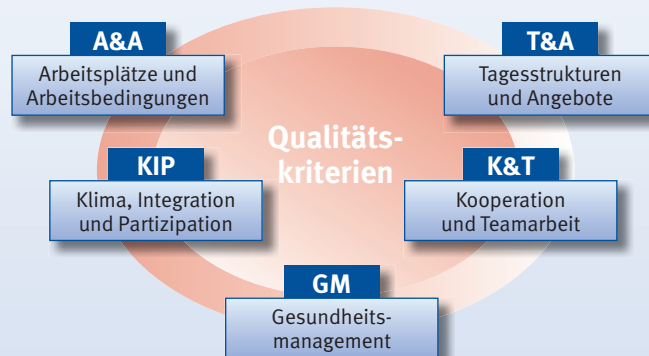 A&A
Arbeitsplätze und
Arbeitsbedingungen
T&A
Tagesstrukturen
und Angebote
Qualitäts-
kriterien
KIP
Klima, Integration
und Partizipation
K&T
Kooperation
und Teamarbeit
GM
Gesundheits-
management